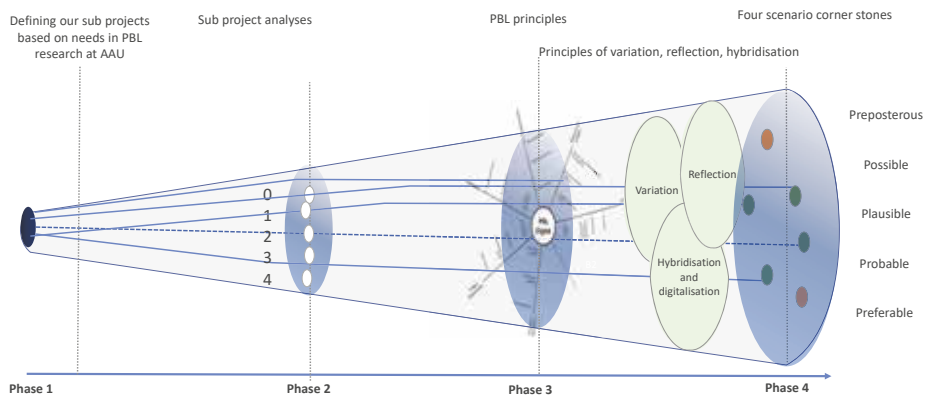 Defining our sub projects
based on needs in PBL
research at AAU
Sub project analyses
PBL principles
Four scenario corner stones
Principles of variation, reflection, hybridisation
0
1
2
3
4
Variation
Reflection
Hybridisation
and
digitalisation
Preposterous
Possible
Plausible
Probable
Preferable
Phase 1
Phase 2
Phase 3
Phase 4